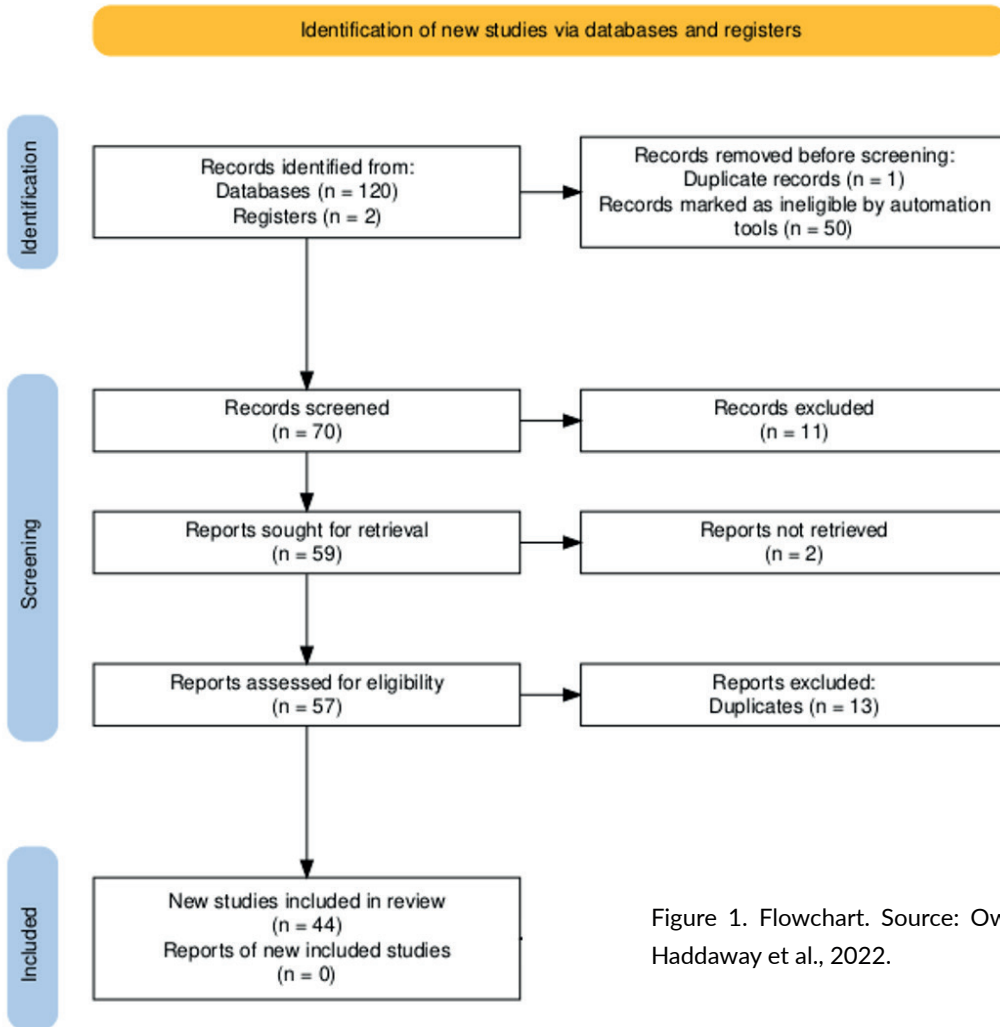 Identification of new studies via databases and registers
Identification
Records identified from:
Databases (n = 120)
Registers (n = 2)
Records removed before screening:
Duplicate records (n = 1)
Records marked as ineligible by automation
tools (n = 50)
Screening
Records screened
(n = 70)
Records excluded
(n = 11)
Reports sought for retrieval
(n = 59)
Reports not retrieved
(n = 2)
Reports assessed for eligibility
(n = 57)
Reports excluded:
Duplicates (n = 13)
Included
New studies included in review
(n = 44)
Reports of new included studies
(n = 0)
Figure 1. Flowchart. Source:
Haddaway et al., 2022.